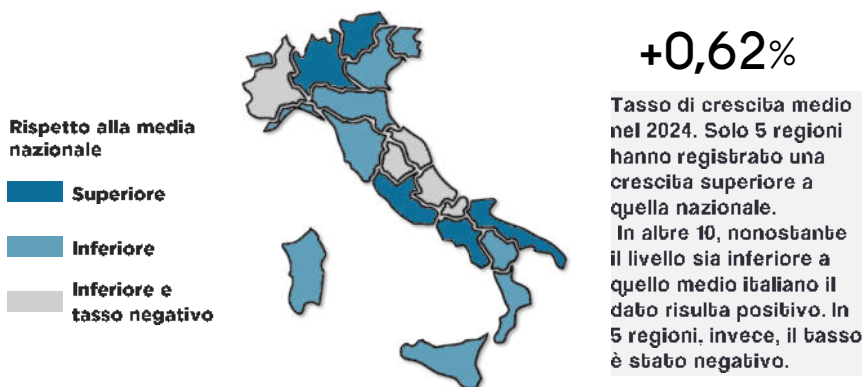 Rispetto alla media
nazionale
Superiore
Inferiore
Inferiore e
tasso negativo
+0,62%
Tasso di crescita medio
nel 2024. Solo 5 regioni
hanno registrato una
crescita superiore a
quella nazionale.
In altre 10, nonostante
il livello sia inferiore a
quello medio italiano il
dato risulta positivo. In
5 regioni, invece, il tasso
è stato negativo.